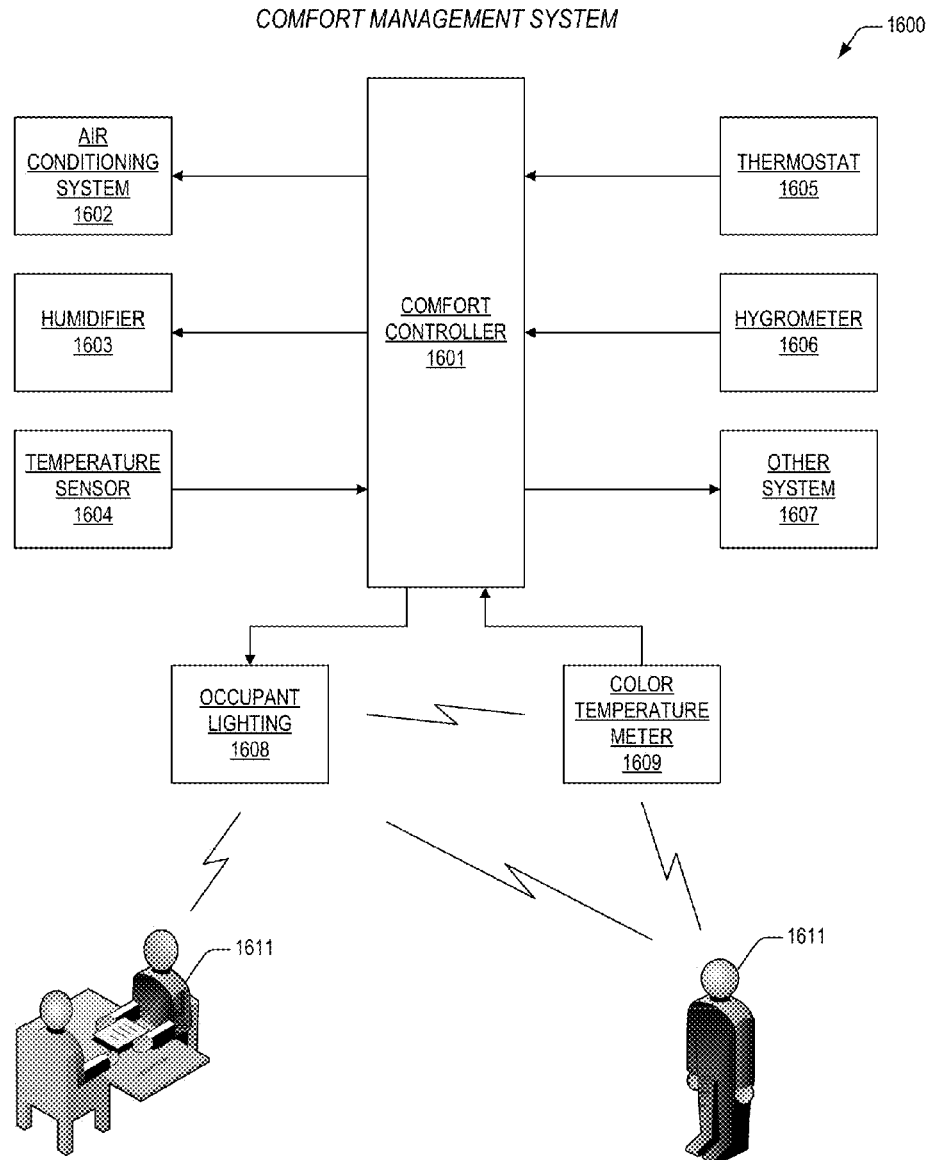 COMFORT MANAGEMENT SYSTEM
1600
AIR
CONDITIONING
SYSTEM
1602
THERMOSTAT
1605
HUMIDIFIER
1603
COMFORT
CONTROLLER
1601
HYGROMETER
1606
TEMPERATURE
SENSOR
1604
OTHER
SYSTEM
1607
OCCUPANT
LIGHTING
1608
COLOR
TEMPERATURE
METER
1609
1611
1611